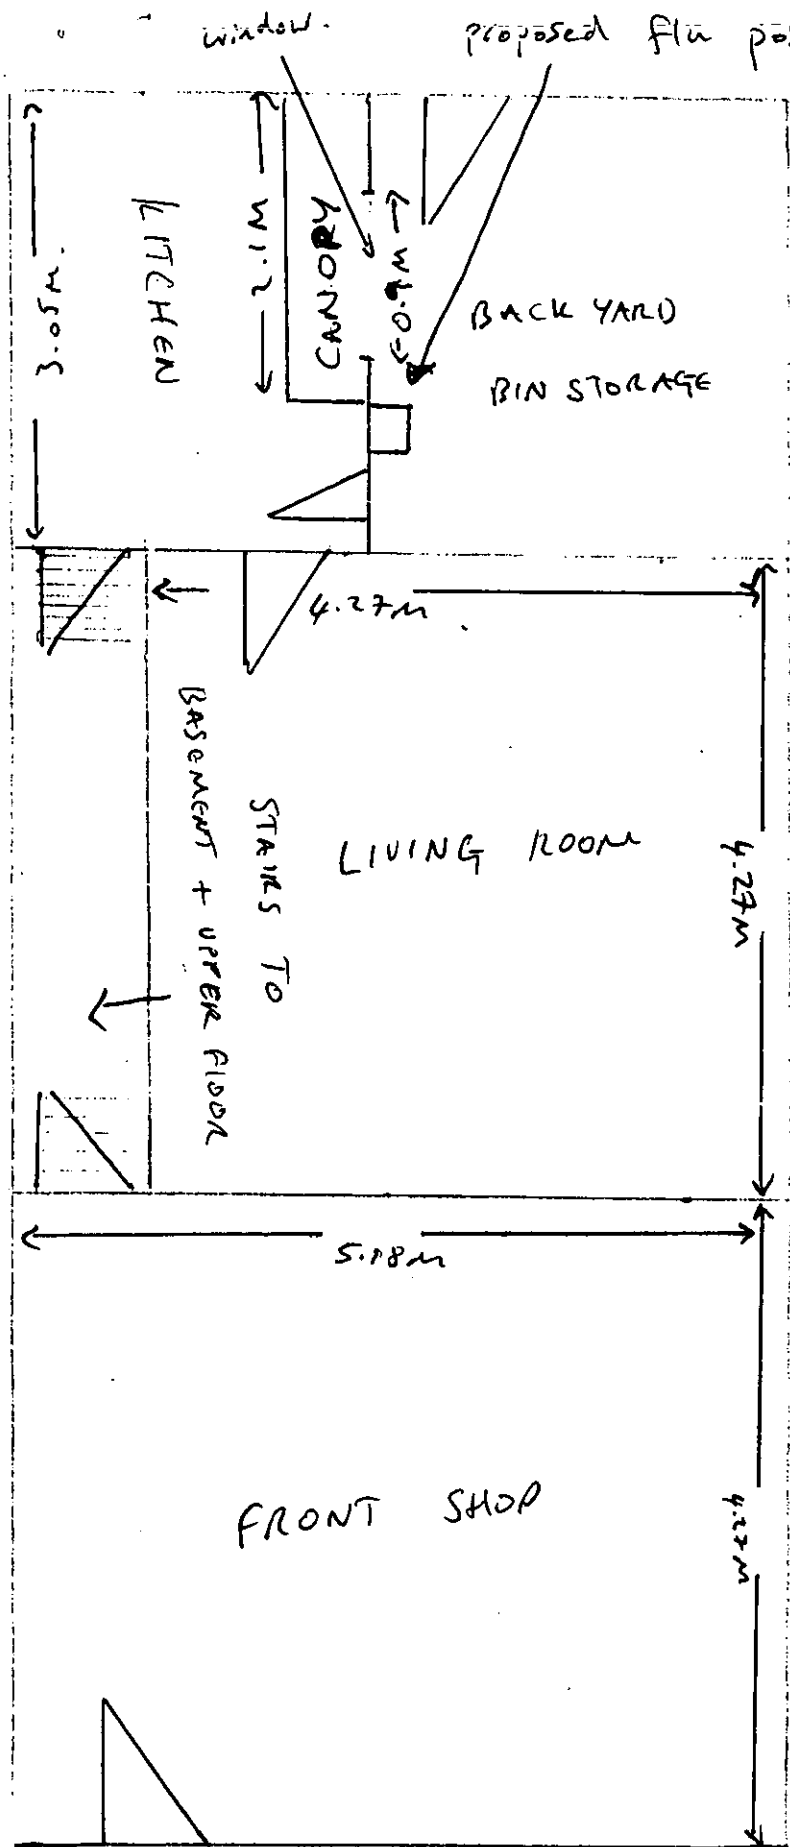 window.
proposed flu
3.05M.
KITCHEN
2.1M
CANOPY
0.9M
BACK YARD
BIN STORAGE
4.27M.
BASEMENT + UPPER FLOOR
STAIRS TO
LIVING ROOM
4.27M
5.18M
FRONT SHOP
4.27M